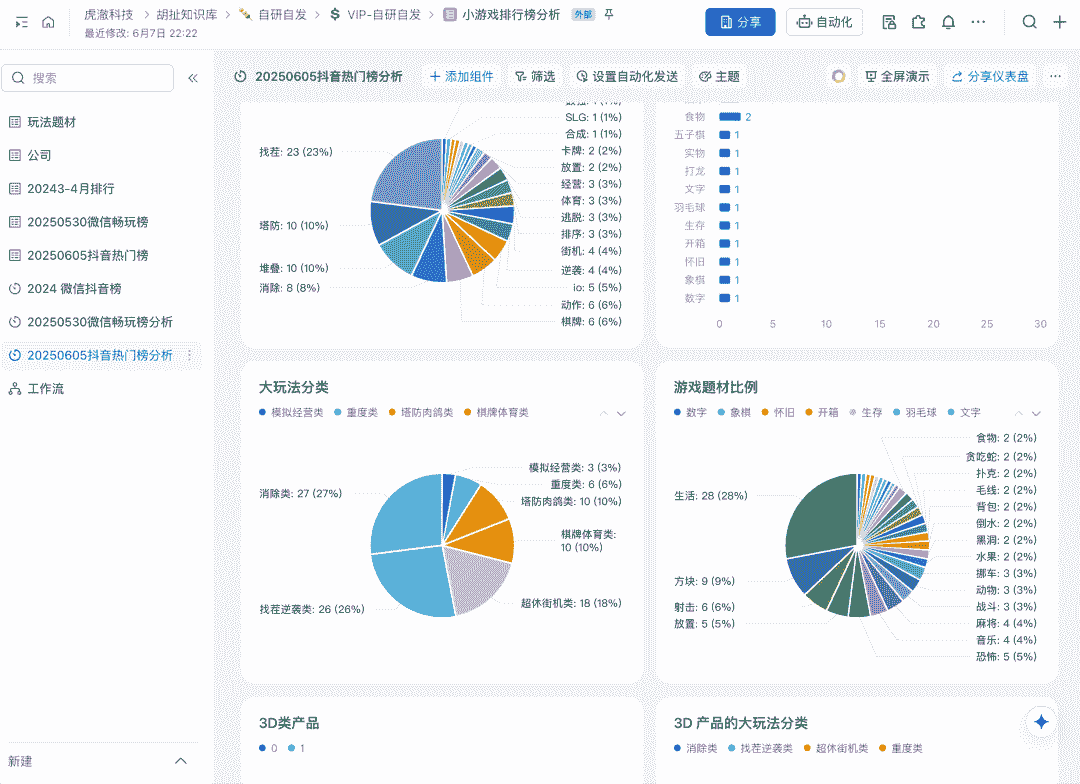 虎澈科技 > 胡扯知识库 > 自研自发 > VIP-自研自发 > 小游戏排行榜分析 外部
最近修改: 6月7日 22:22
分享
自动化
搜索
玩法题材
公司
20243-4月排行
20250530微信畅玩榜
20250605抖音热门榜
2024 微信抖音榜
20250530微信畅玩榜分析
20250605抖音热门榜分析
工作流
新建
20250605抖音热门榜分析
添加组件
筛选
设置自动化发送
主题
全屏演示
分享仪表盘
SLG: 1 (1%)
合成: 1 (1%)
卡牌: 2 (2%)
放置: 2 (2%)
经营: 3 (3%)
体育: 3 (3%)
逃脱: 3 (3%)
排序: 3 (3%)
街机: 4 (4%)
逆袭: 4 (4%)
io: 5 (5%)
动作: 6 (6%)
棋牌: 6 (6%)
找茬: 23 (23%)
塔防: 10 (10%)
堆叠: 10 (10%)
消除: 8 (8%)
食物 2
五子棋 1
实物 1
打龙 1
文字 1
羽毛球 1
生存 1
开箱 1
怀旧 1
象棋 1
数字 1
0 5 10 15 20 25 30
大玩法分类
模拟经营类 重度类 塔防肉鸽类 棋牌体育类
模拟经营类: 3 (3%)
重度类: 6 (6%)
塔防肉鸽类: 10 (10%)
棋牌体育类:
10 (10%)
超休街机类: 18 (18%)
消除类: 27 (27%)
找茬逆袭类: 26 (26%)
游戏题材比例
数字 象棋 怀旧 开箱 生存 羽毛球 文字
食物: 2 (2%)
贪吃蛇: 2 (2%)
扑克: 2 (2%)
毛线: 2 (2%)
背包: 2 (2%)
倒水: 2 (2%)
黑洞: 2 (2%)
水果: 2 (2%)
挪车: 3 (3%)
动物: 3 (3%)
战斗: 3 (3%)
麻将: 4 (4%)
音乐: 4 (4%)
恐怖: 5 (5%)
生活: 28 (28%)
方块: 9 (9%)
射击: 6 (6%)
放置: 5 (5%)
3D类产品
0 1
3D 产品的大玩法分类
消除类 找茬逆袭类 超休街机类 重度类